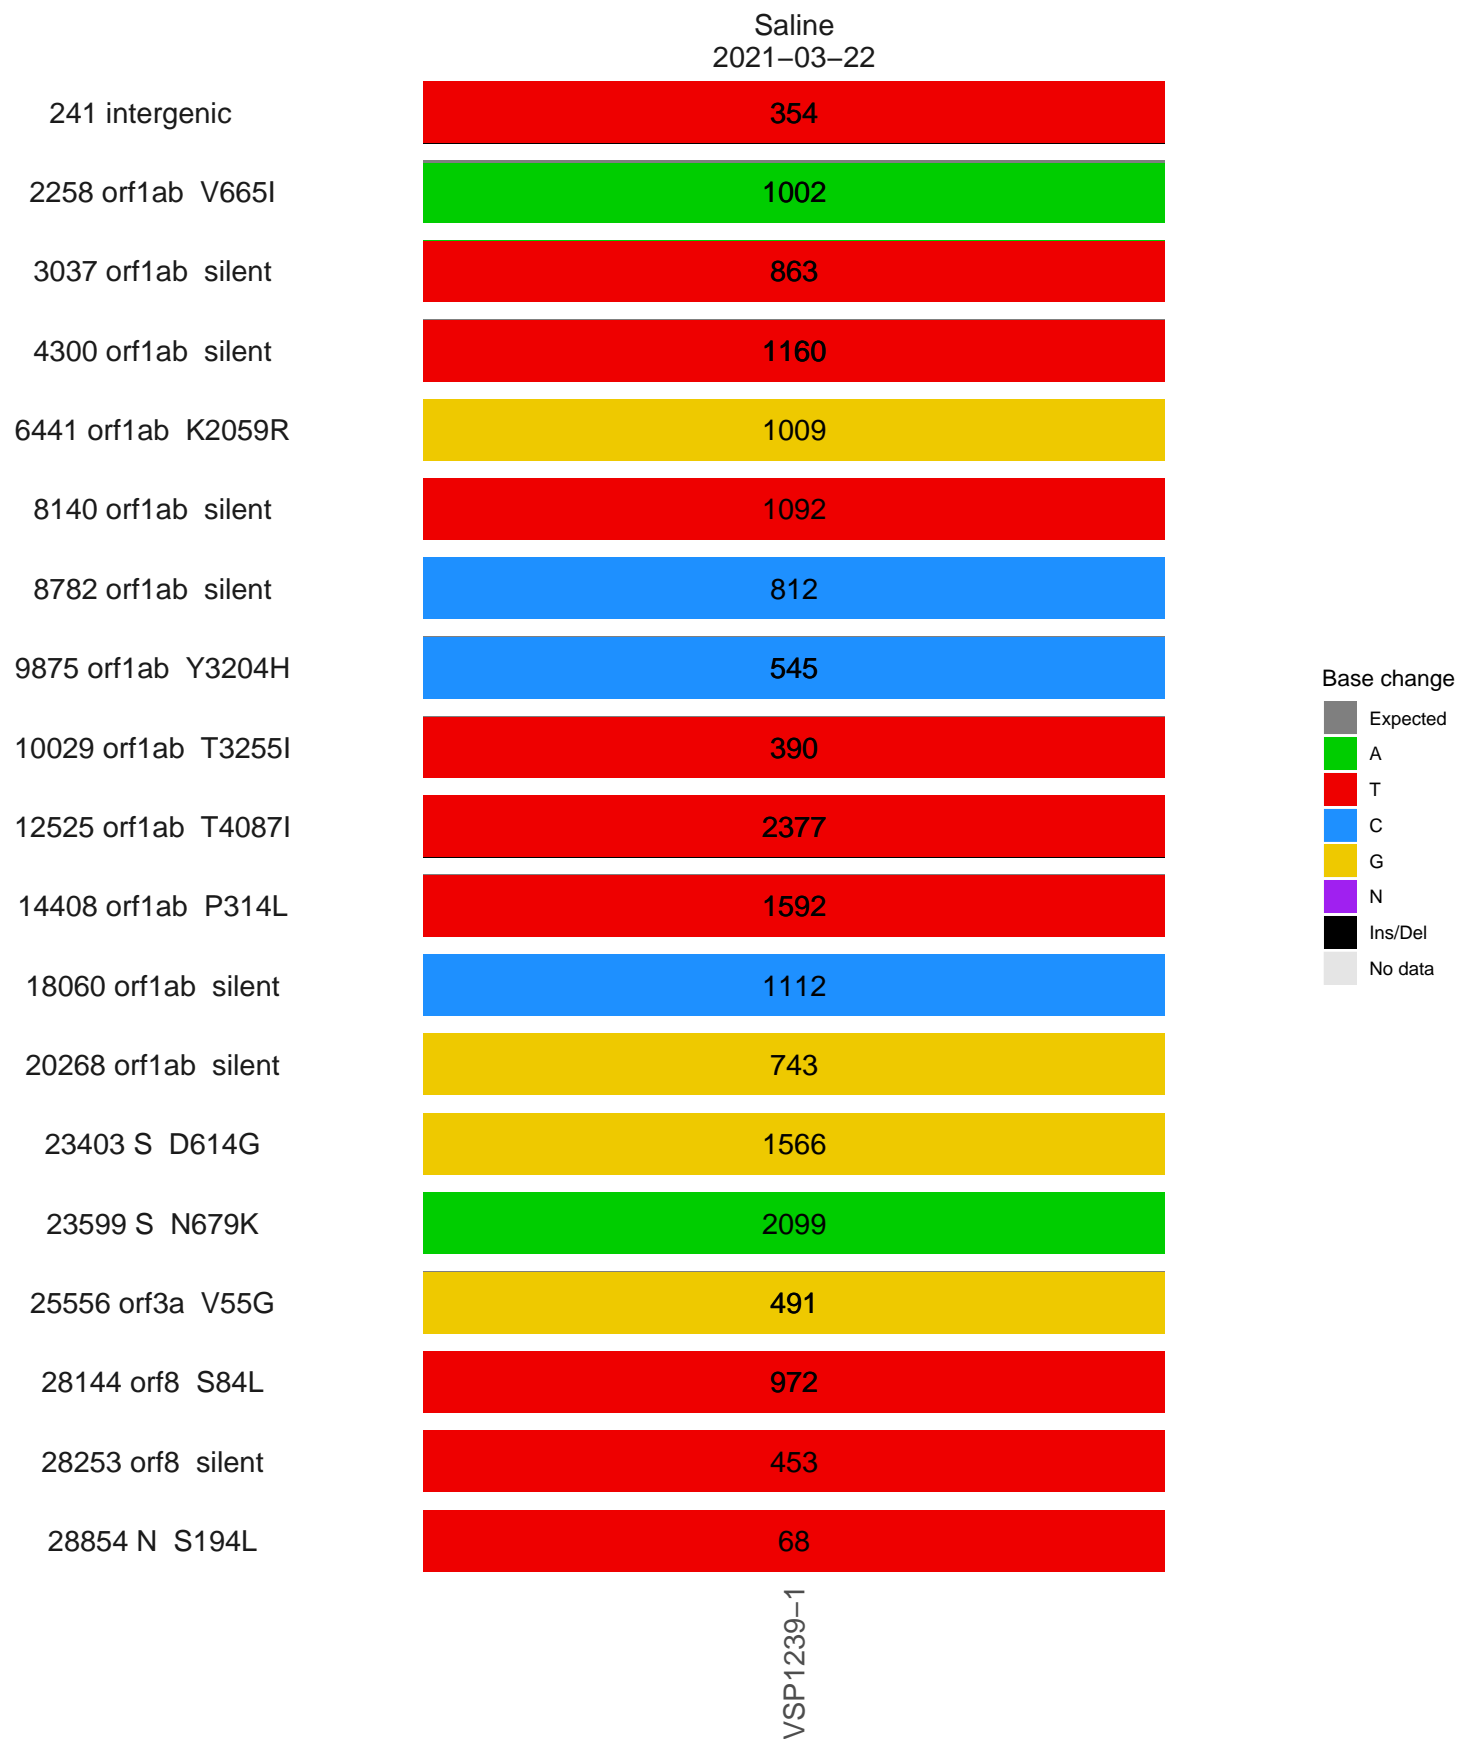 Saline
2021−03−22
241 intergenic 354
2258 orf1ab V665I 1002
3037 orf1ab silent 863
4300 orf1ab silent 1160
6441 orf1ab K2059R 1009
8140 orf1ab silent 1092
8782 orf1ab silent 812
9875 orf1ab Y3204H 545
10029 orf1ab T3255I 390
12525 orf1ab T4087I 2377
14408 orf1ab P314L 1592
18060 orf1ab silent 1112
20268 orf1ab silent 743
23403 S D614G 1566
23599 S N679K 2099
25556 orf3a V55G 491
28144 orf8 S84L 972
28253 orf8 silent 453
28854 N S194L 68
VSP1239−1
Base change
Expected
A
T
C
G
N
Ins/Del
No data